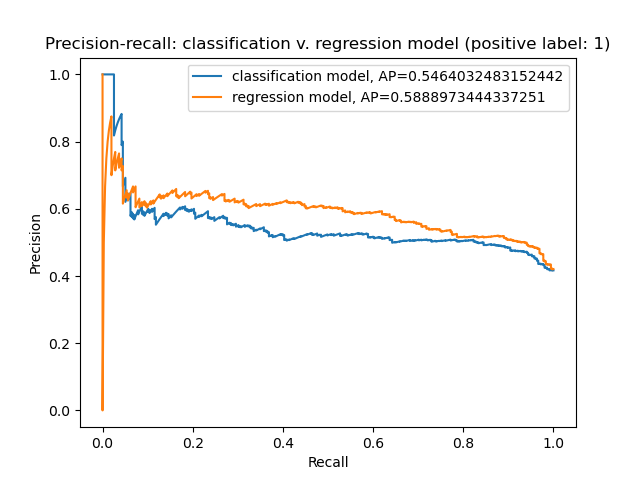 Precision-recall: classification v. regression model (positive label: 1)
classification model, AP=0.5464032483152442
regression model, AP=0.5888973444337251
1.0
0.8
0.6
0.4
0.2
0.0
Precision
0.0 0.2 0.4 0.6 0.8 1.0
Recall